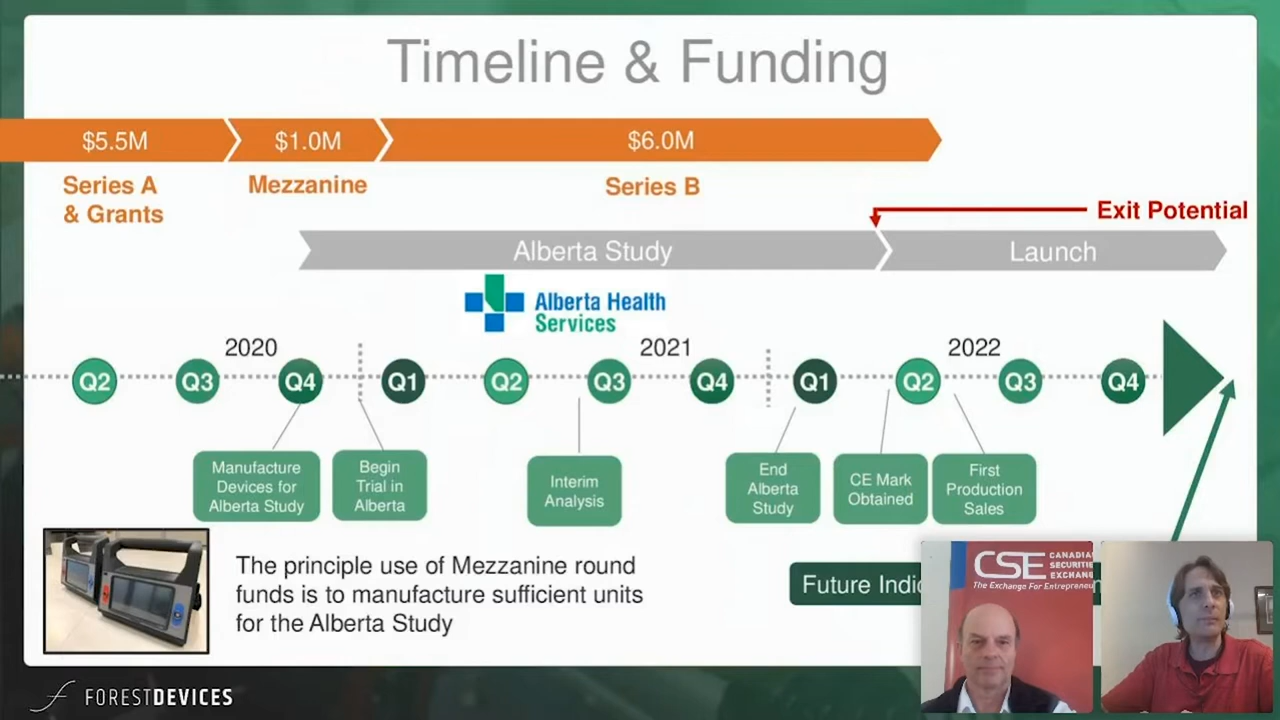 Timeline & Funding
$5.5M
$1.0M
$6.0M
Series A
& Grants
Mezzanine
Series B
Exit Potential
Alberta Study
Launch
Alberta Health
Services
2020
2021
2022
Q2
Q3
Q4
Q1
Q2
Q3
Q4
Q1
Q2
Q3
Q4
Manufacture
Devices for
Alberta Study
Begin
Trial in
Alberta
Interim
Analysis
End
Alberta
Study
CE Mark
Obtained
First
Production
Sales
The principle use of Mezzanine round
funds is to manufacture sufficient units
for the Alberta Study
Future
CSE
CANADIAN
SECURITIES
EXCHANGE
The Exchange For Entrepreneurs
FORESTDEVICES